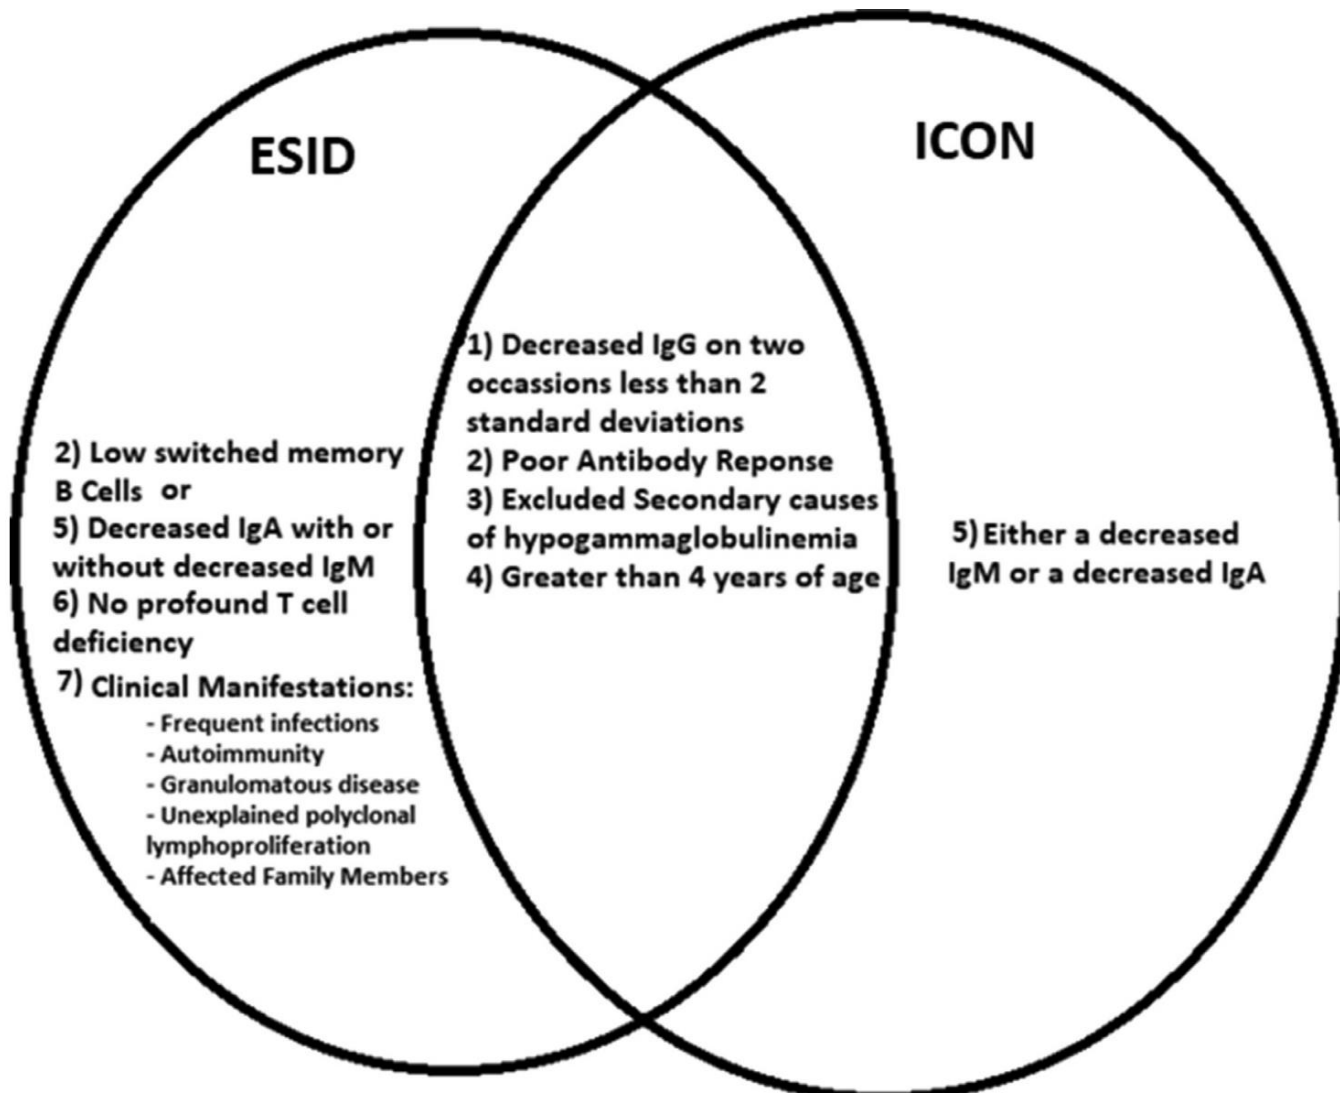 ESID
ICON
2) Low switched memory
B Cells or
5) Decreased IgA with or
without decreased IgM
6) No profound T cell
deficiency
7) Clinical Manifestations:
- Frequent infections
- Autoimmunity
- Granulomatous disease
- Unexplained polyclonal
lymphoproliferation
- Affected Family Members
1) Decreased IgG on two
occassions less than 2
standard deviations
2) Poor Antibody Reponse
3) Excluded Secondary causes
of hypogammaglobulinemia
4) Greater than 4 years of age
5) Either a decreased
IgM or a decreased IgA